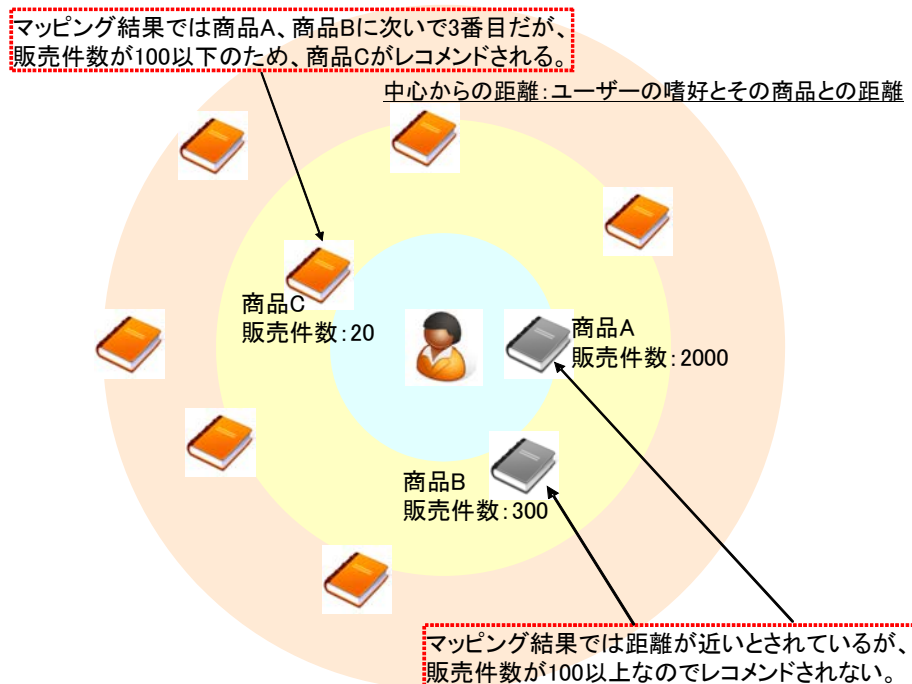 マッピング結果では商品A、商品Bに次いで3番目だが、
販売件数が100以下のため、商品Cがレコメンドされる。
中心からの距離：ユーザーの嗜好とその商品との距離
商品C
販売件数：20
商品A
販売件数：2000
商品B
販売件数：300
マッピング結果では距離が近いとされているが、
販売件数が100以上なのでレコメンドされない。